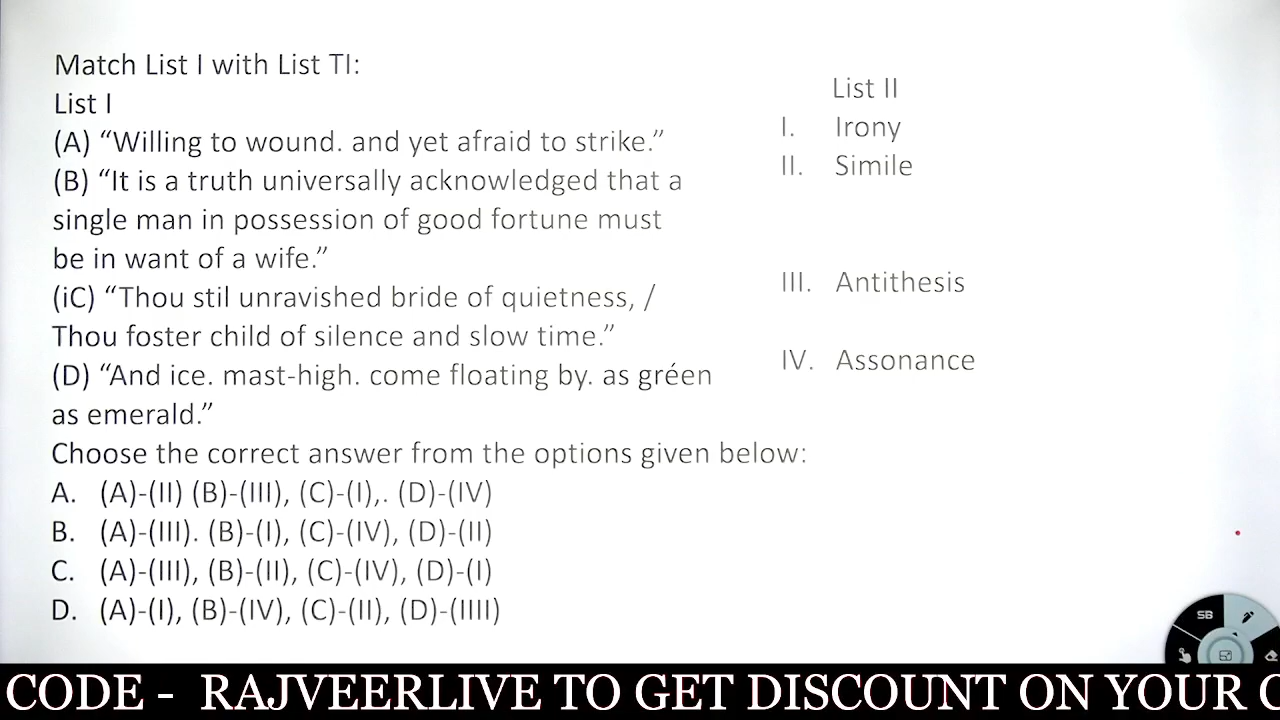 Match List I with List TI:
List I
(A) “Willing to wound. and yet afraid to strike.”
(B) “It is a truth universally acknowledged that a
single man in possession of good fortune must
be in want of a wife.”
(iC) “Thou stil unravished bride of quietness, /
Thou foster child of silence and slow time.”
(D) “And ice. mast-high. come floating by. as gréen
as emerald.”
List II
I. Irony
II. Simile
III. Antithesis
IV. Assonance
Choose the correct answer from the options given below:
A. (A)-(II) (B)-(III), (C)-(I),. (D)-(IV)
B. (A)-(III). (B)-(I), (C)-(IV), (D)-(II)
C. (A)-(III), (B)-(II), (C)-(IV), (D)-(I)
D. (A)-(I), (B)-(IV), (C)-(II), (D)-(IIII)
SB
CODE - RAJVEERLIVE TO GET DISCOUNT ON YOUR C